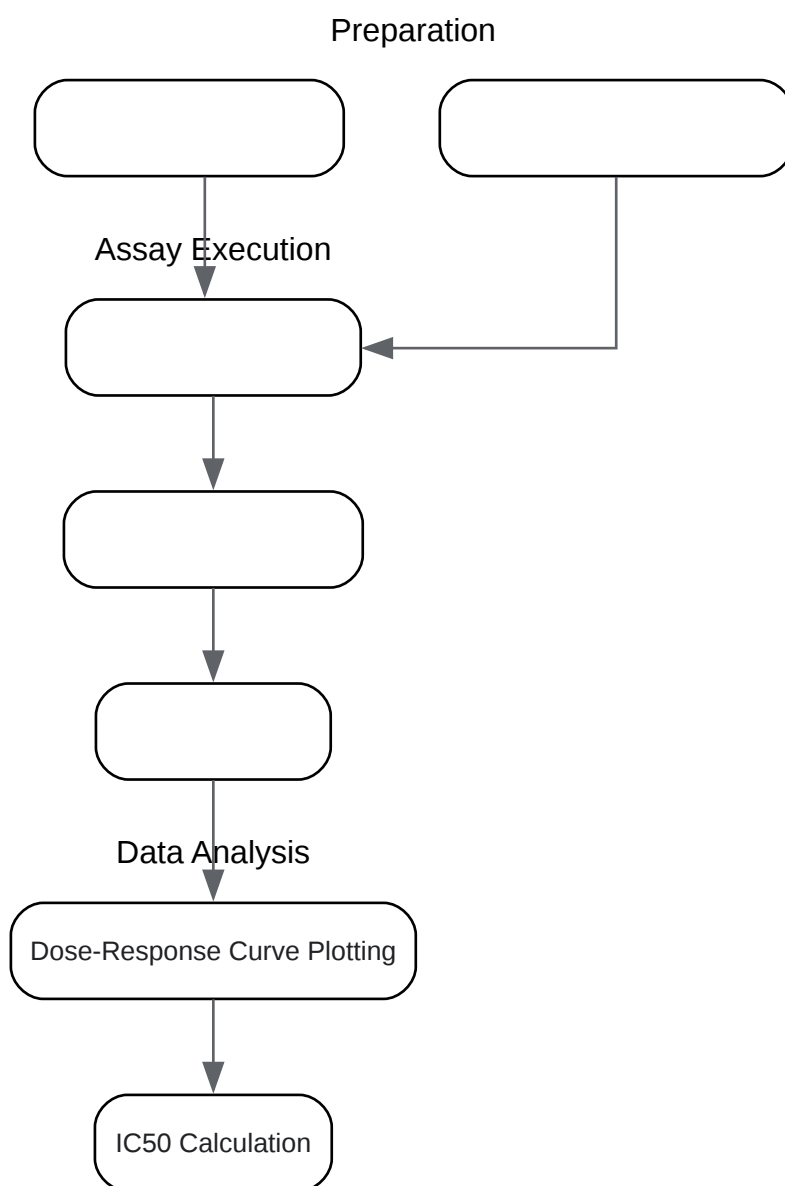 Preparation
Assay Execution
Data Analysis
Dose-Response Curve Plotting
IC50 Calculation